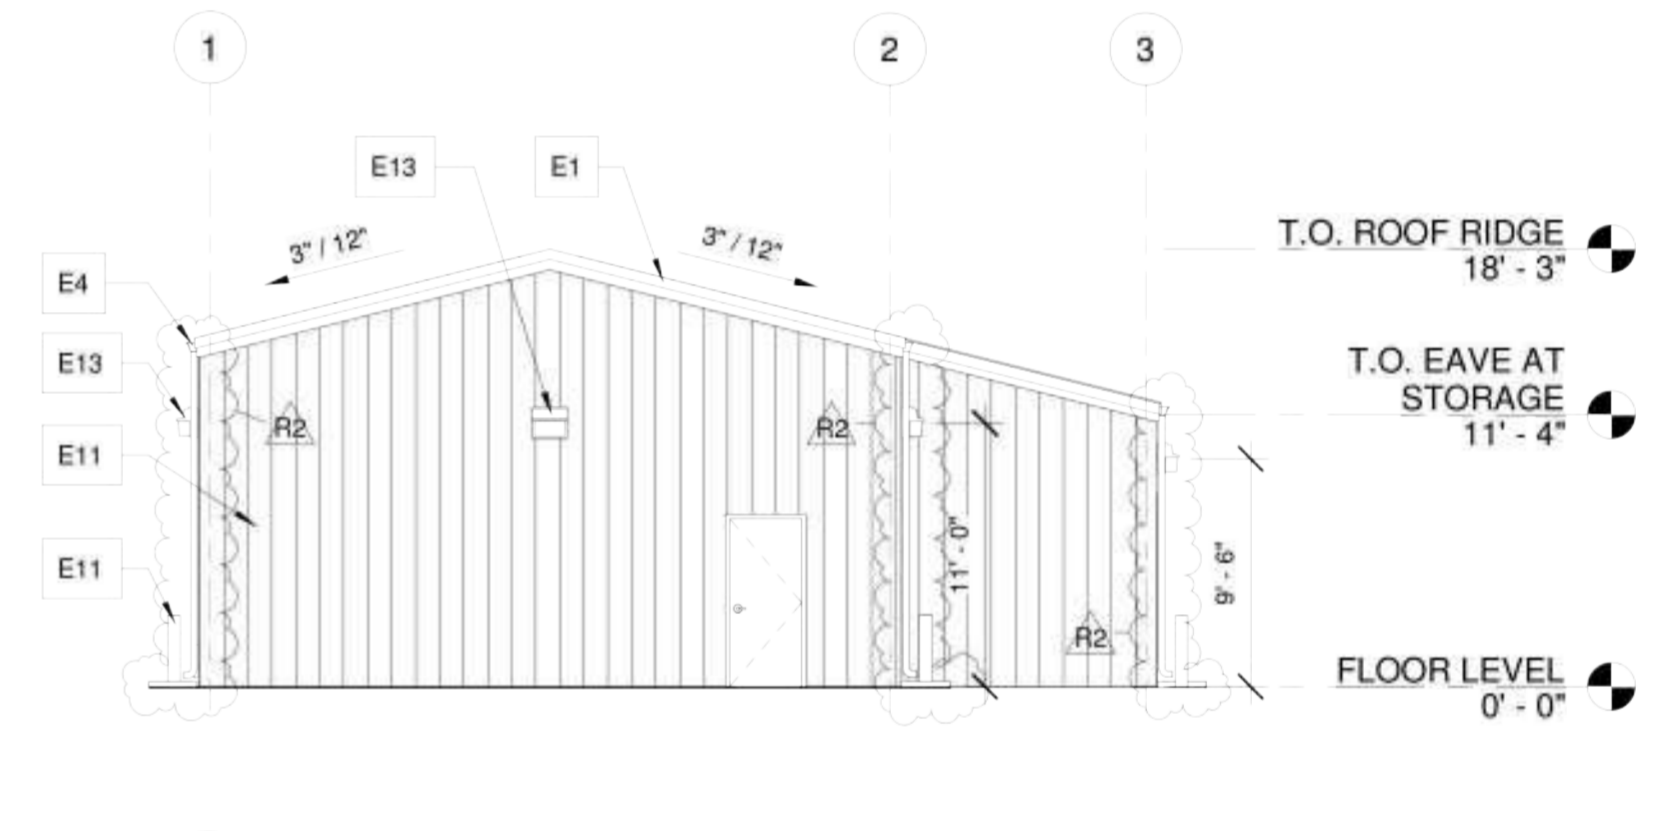 1
2
3
E13
E1
3" / 12"
3" / 12"
T.O. ROOF RIDGE
18' - 3"
E4
E13
T.O. EAVE AT
STORAGE
11' - 4"
R2
R2
E11
11' - 0"
E11
9' - 6"
R2
FLOOR LEVEL
0' - 0"